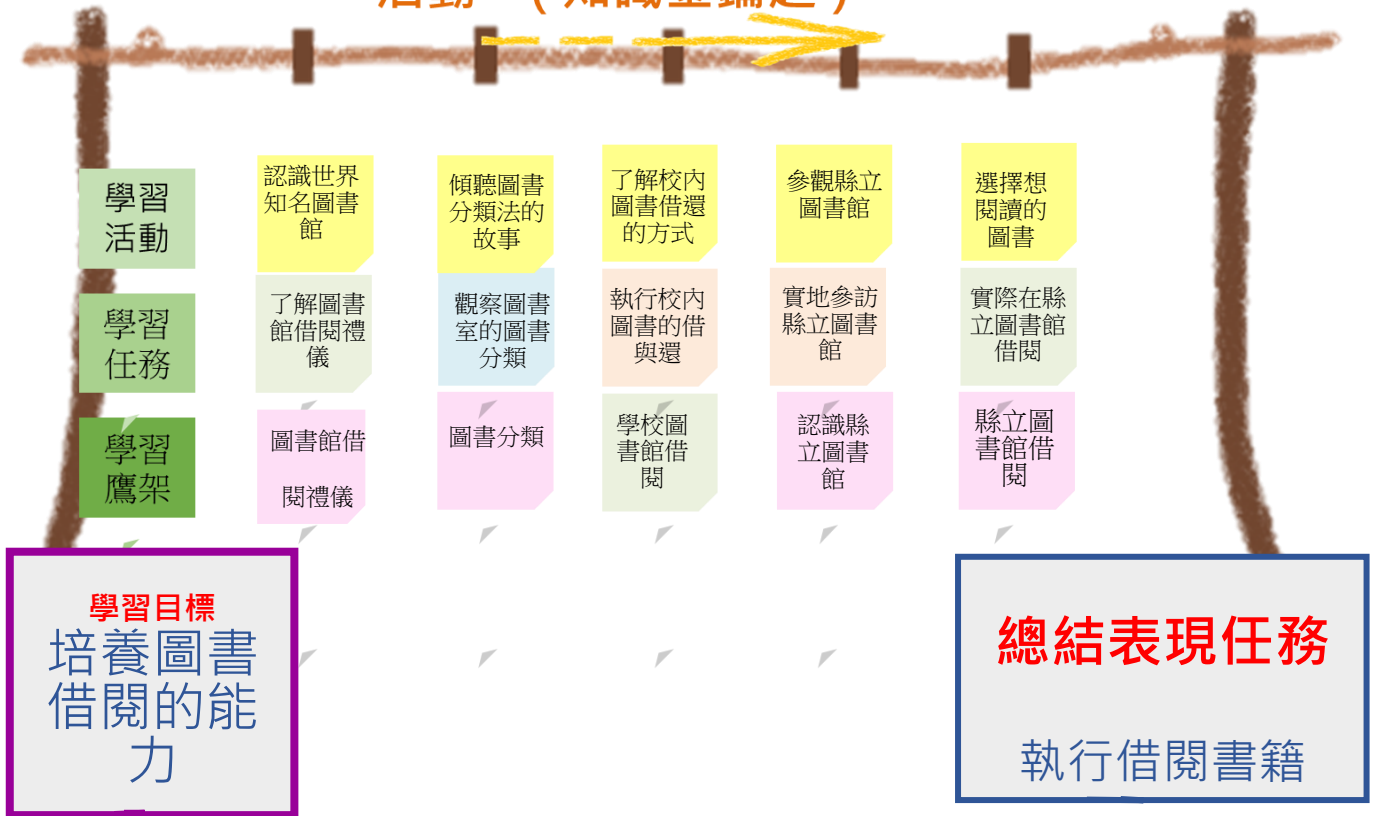 學習
活動
認識世界
知名圖書
館
傾聽圖書
分類法的
故事
了解校內
圖書借還
的方式
參觀縣立
圖書館
選擇想
閱讀的
圖書
學習
任務
了解圖書
館借閱禮
儀
觀察圖書
室的圖書
分類
執行校內
圖書的借
與還
實地參訪
縣立圖書
館
實際在縣
立圖書館
借閱
學習
鷹架
圖書館借
閱禮儀
圖書分類
學校圖
書館借
閱
認識縣
立圖書
館
縣立圖
書館借
閱
學習目標
培養圖書
借閱的能
力
總結表現任務
執行借閱書籍